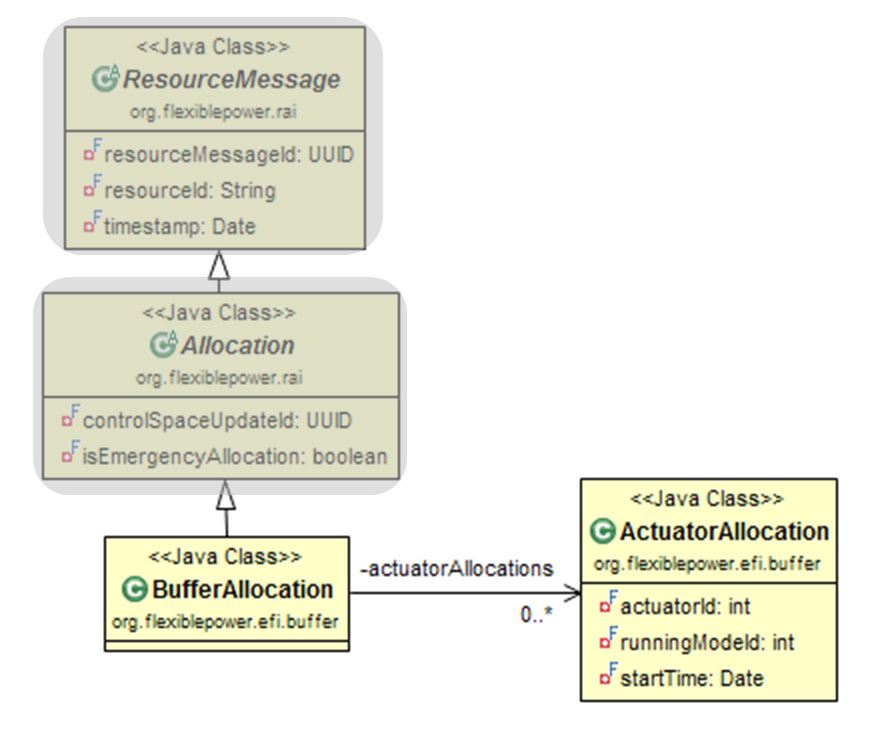 <<Java Class>>
ResourceMessage
org.flexiblepower.rai
resourceMessageId: UUID
resourceId: String
timestamp: Date
<<Java Class>>
Allocation
org.flexiblepower.rai
controlSpaceUpdateId: UUID
isEmergencyAllocation: boolean
<<Java Class>>
BufferAllocation
org.flexiblepower.efi.buffer
-actuatorAllocations
0..*
<<Java Class>>
ActuatorAllocation
org.flexiblepower.efi.buffer
actuatorId: int
runningModeId: int
startTime: Date